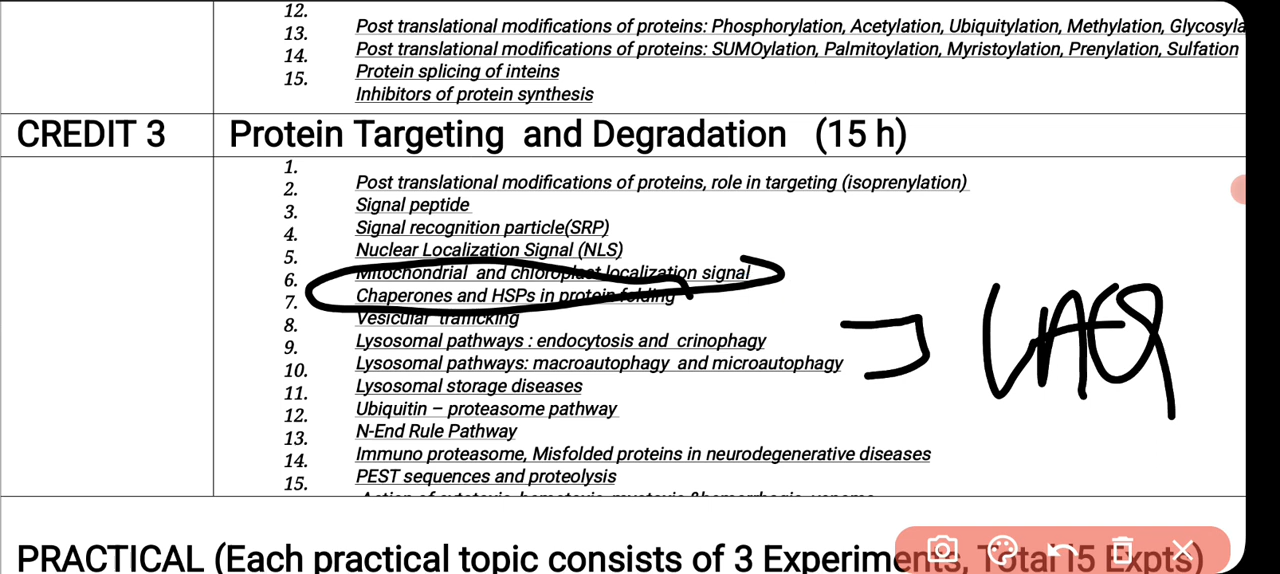 12.
Post translational modifications of proteins: Phosphorylation, Acetylation, Ubiquitylation, Methylation, Glycosyla
13.
Post translational modifications of proteins: SUMOylation, Palmitoylation, Myristoylation, Prenylation, Sulfation
14.
Protein splicing of inteins
15.
Inhibitors of protein synthesis
CREDIT 3 Protein Targeting and Degradation (15 h)
1.
Post translational modifications of proteins, role in targeting (isoprenylation)
2.
Signal peptide
3.
Signal recognition particle(SRP)
4.
Nuclear Localization Signal (NLS)
5.
Mitochondrial and chloroplast localization signal
6.
Chaperones and HSPs in protein folding
7.
Vesicular trafficking
8.
Lysosomal pathways : endocytosis and crinophagy
9.
Lysosomal pathways: macroautophagy and microautophagy
10.
Lysosomal storage diseases
11.
Ubiquitin – proteasome pathway
12.
N-End Rule Pathway
13.
Immuno proteasome, Misfolded proteins in neurodegenerative diseases
14.
PEST sequences and proteolysis
15.
PRACTICAL (Each practical topic consists of 3 Experiments, Total 15 Expts)